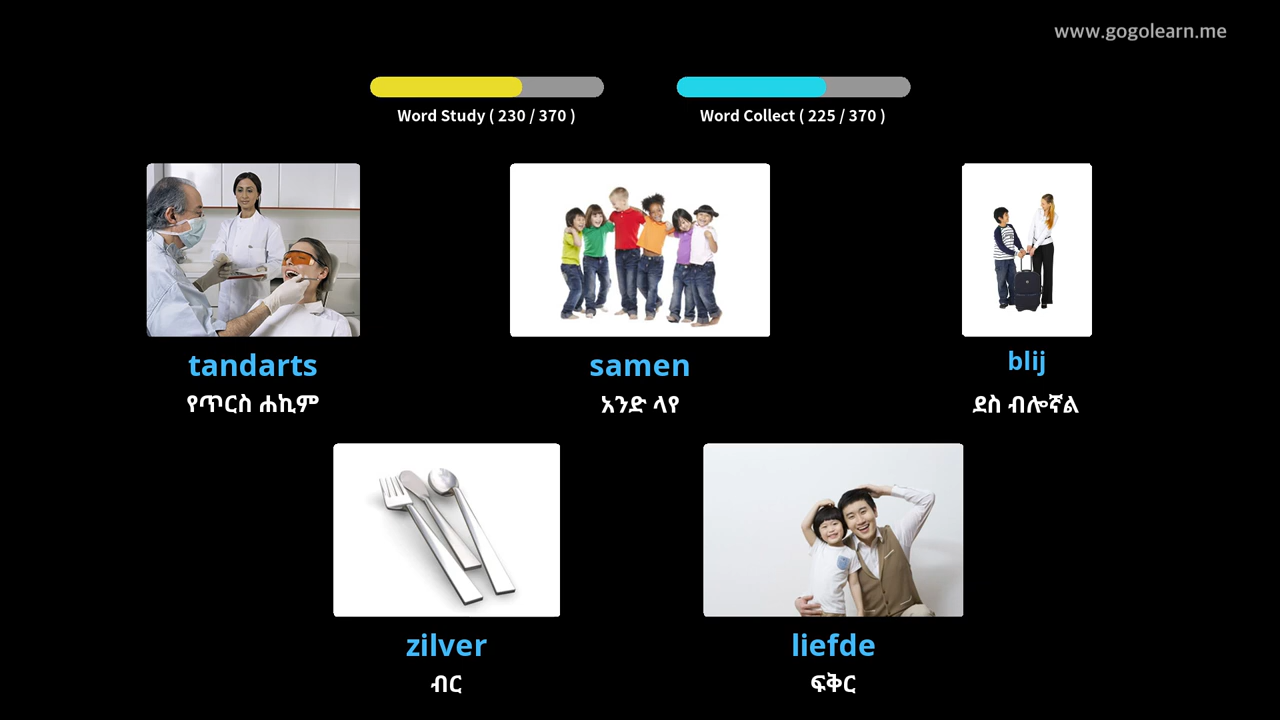 www.gogolearn.me
Word Study ( 230 / 370 )
Word Collect ( 225 / 370 )
tandarts
የጥርስ ሐኪም
samen
አንድ ላየ
blij
ደስ ብሎኛል
zilver
ብር
liefde
ፍቅር